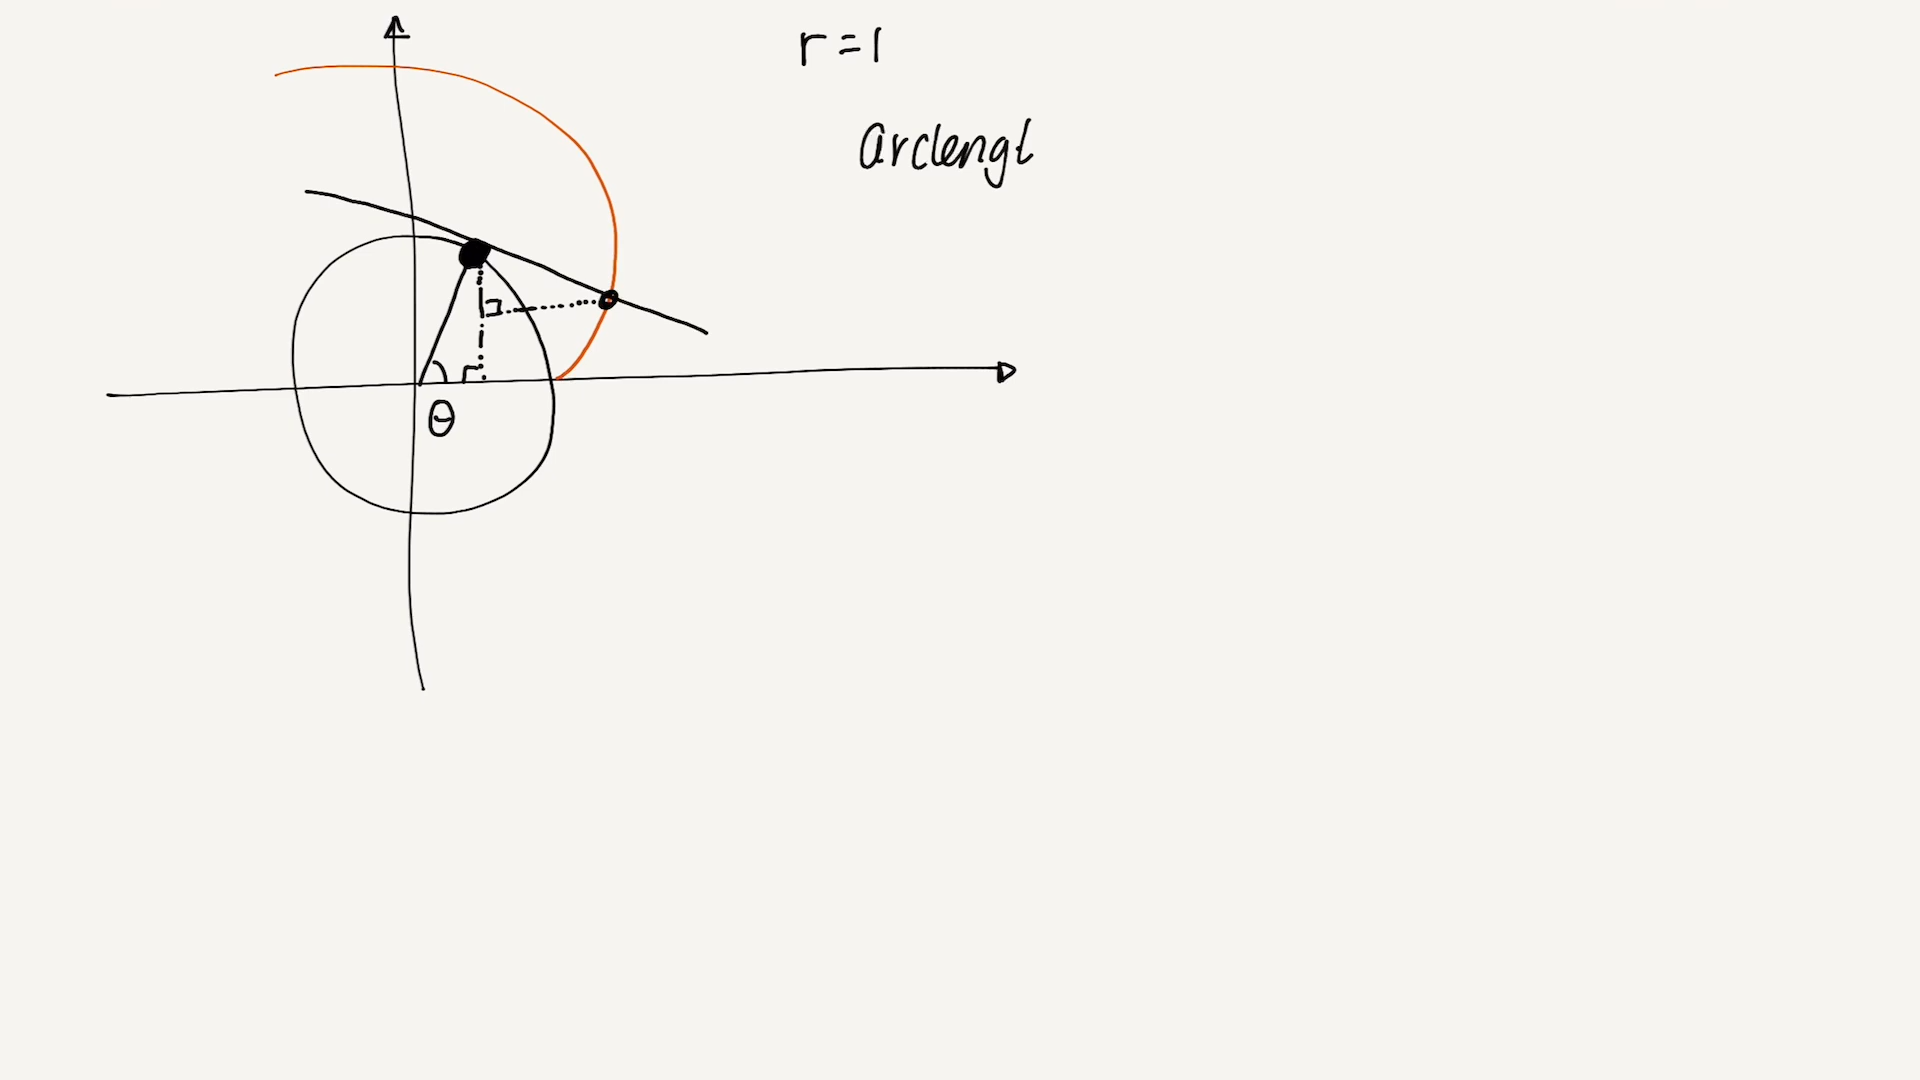 r = 1
arclengt
θ